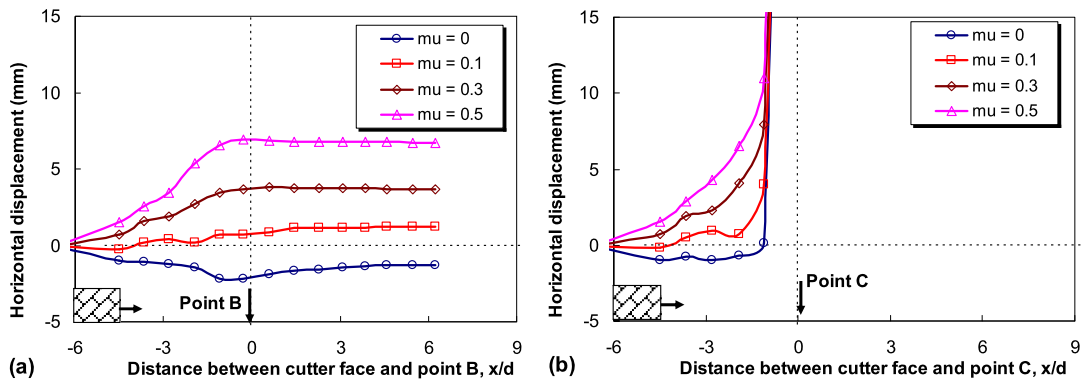 15
10
5
0
-5
-6
-3
0
3
6
9
Horizontal displacement (mm)
mu = 0
mu = 0.1
mu = 0.3
mu = 0.5
Point B
(a)
Distance between cutter face and point B, x/d
15
10
5
0
-5
-6
-3
0
3
6
9
Horizontal displacement (mm)
mu = 0
mu = 0.1
mu = 0.3
mu = 0.5
Point C
(b)
Distance between cutter face and point C, x/d